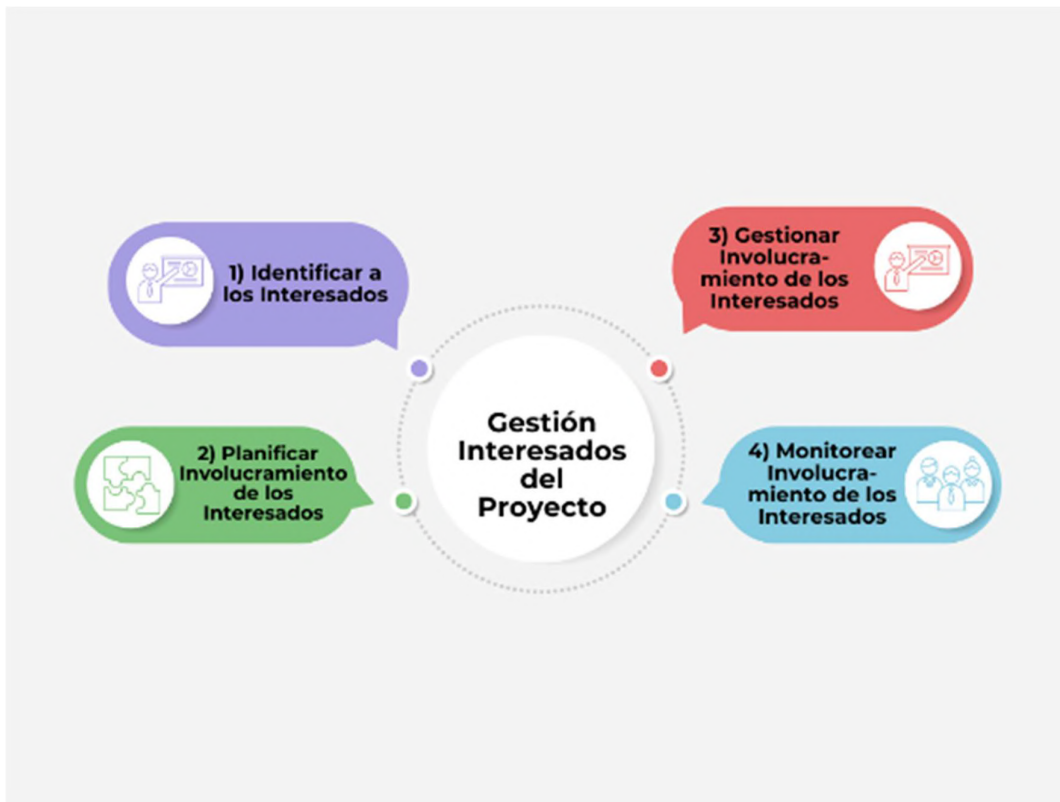 1) Identificar a
los Interesados
2) Planificar
Involucramiento
de los
Interesados
Gestión
Interesados
del
Proyecto
3) Gestionar
Involucra-
miento de los
Interesados
4) Monitorear
Involucra-
miento de los
Interesados